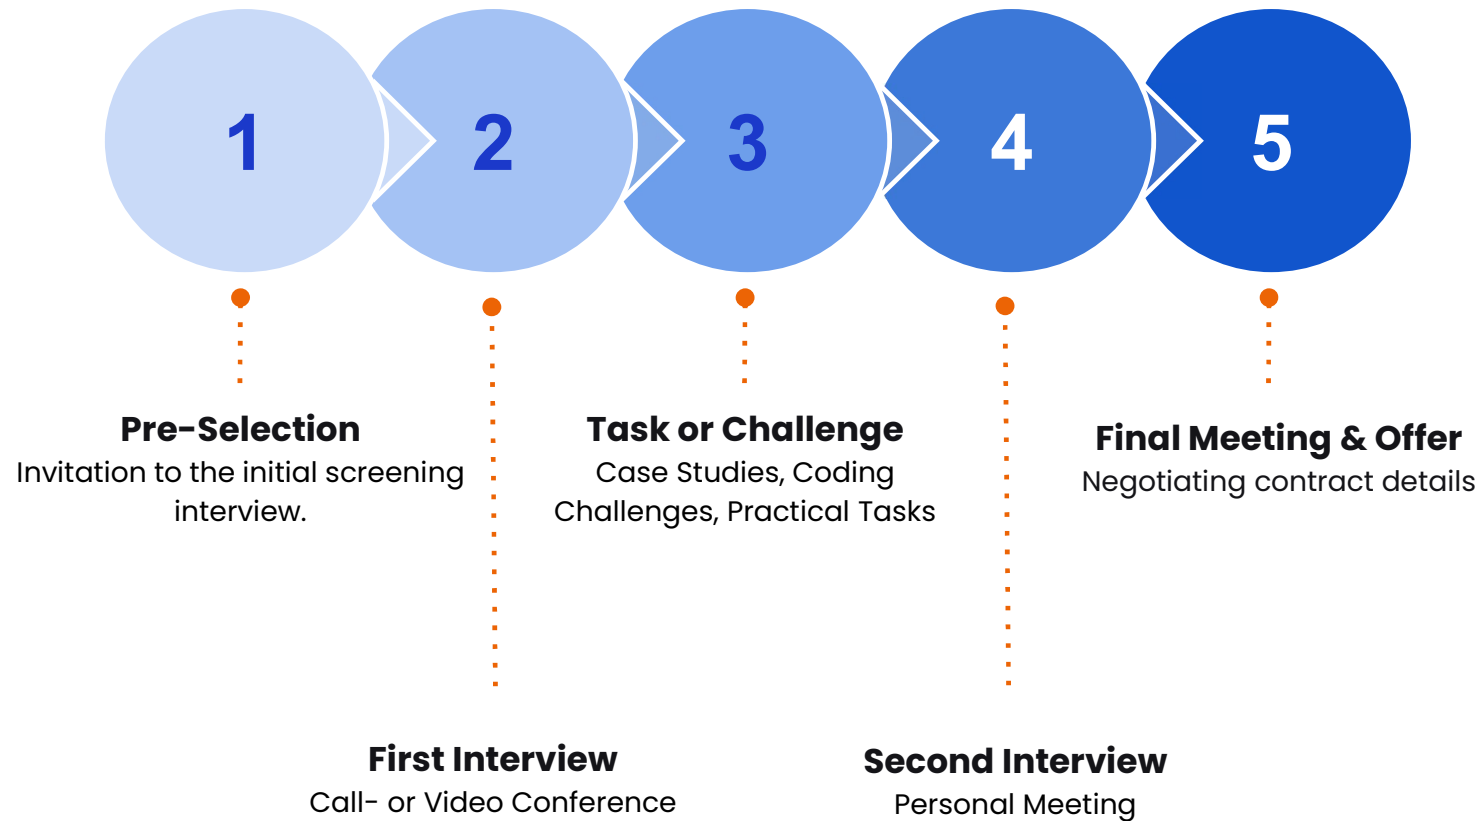 1
2
3
4
5
Pre-Selection
Invitation to the initial screening
interview.
Task or Challenge
Case Studies, Coding
Challenges, Practical Tasks
Final Meeting & Offer
Negotiating contract details
First Interview
Call- or Video Conference
Second Interview
Personal Meeting